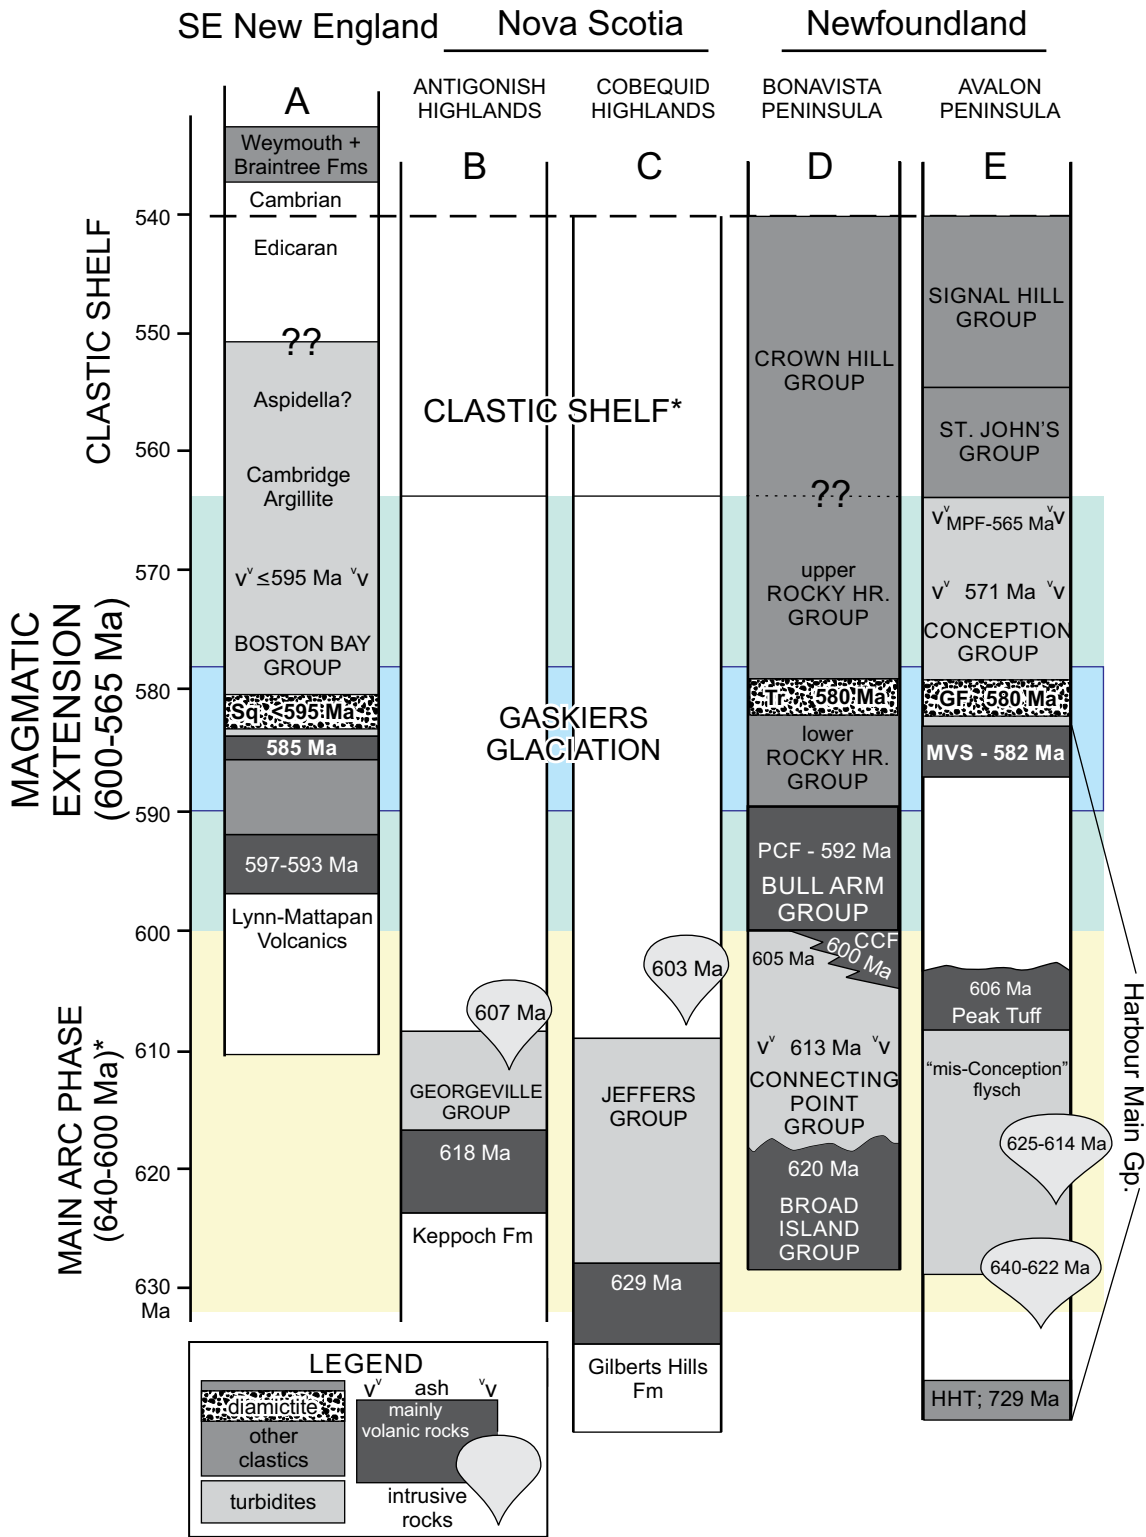 SE New England
Nova Scotia
Newfoundland
ANTIGONISH
HIGHLANDS
COBEQUID
HIGHLANDS
BONAVISTA
PENINSULA
AVALON
PENINSULA
A
B
C
D
E
CLASTIC SHELF
MAGMATIC
EXTENSION
(600-565 Ma)
MAIN ARC PHASE
(640-600 Ma)*
540
550
560
570
580
590
600
610
620
630
Ma
Weymouth +
Braintree Fms
Cambrian
Edicaran
??
Aspidella?
Cambridge
Argillite
v v ≤595 Ma v v
BOSTON BAY
GROUP
Sq <595 Ma
585 Ma
597-593 Ma
Lynn-Mattapan
Volcanics
CLASTIC SHELF*
GASKIERS
GLACIATION
607 Ma
GEORGEVILLE
GROUP
618 Ma
Keppoch Fm
603 Ma
JEFFERS
GROUP
629 Ma
Gilberts Hills
Fm
CROWN HILL
GROUP
??
upper
ROCKY HR.
GROUP
Tr - 580 Ma
lower
ROCKY HR.
GROUP
PCF - 592 Ma
BULL ARM
GROUP
CCF
600 Ma
605 Ma
v v 613 Ma v v
CONNECTING
POINT
GROUP
620 Ma
BROAD
ISLAND
GROUP
SIGNAL HILL
GROUP
ST. JOHN'S
GROUP
v v MPF-565 Ma v v
v v 571 Ma v v
CONCEPTION
GROUP
GF 580 Ma
MVS - 582 Ma
606 Ma
Peak Tuff
"mis-Conception"
flysch
625-614 Ma
640-622 Ma
HHT; 729 Ma
Harbour Main Gp.
LEGEND
diamictite
other
clastics
turbidites
v v ash v v
mainly
volanic rocks
intrusive
rocks